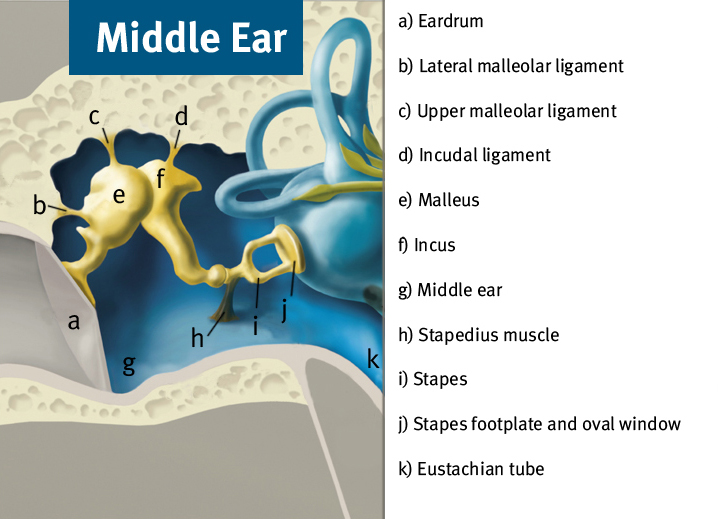 Middle Ear
c
d
e
f
b
a
h
i
j
g
k
a) Eardrum
b) Lateral malleolar ligament
c) Upper malleolar ligament
d) Incudal ligament
e) Malleus
f) Incus
g) Middle ear
h) Stapedius muscle
i) Stapes
j) Stapes footplate and oval window
k) Eustachian tube